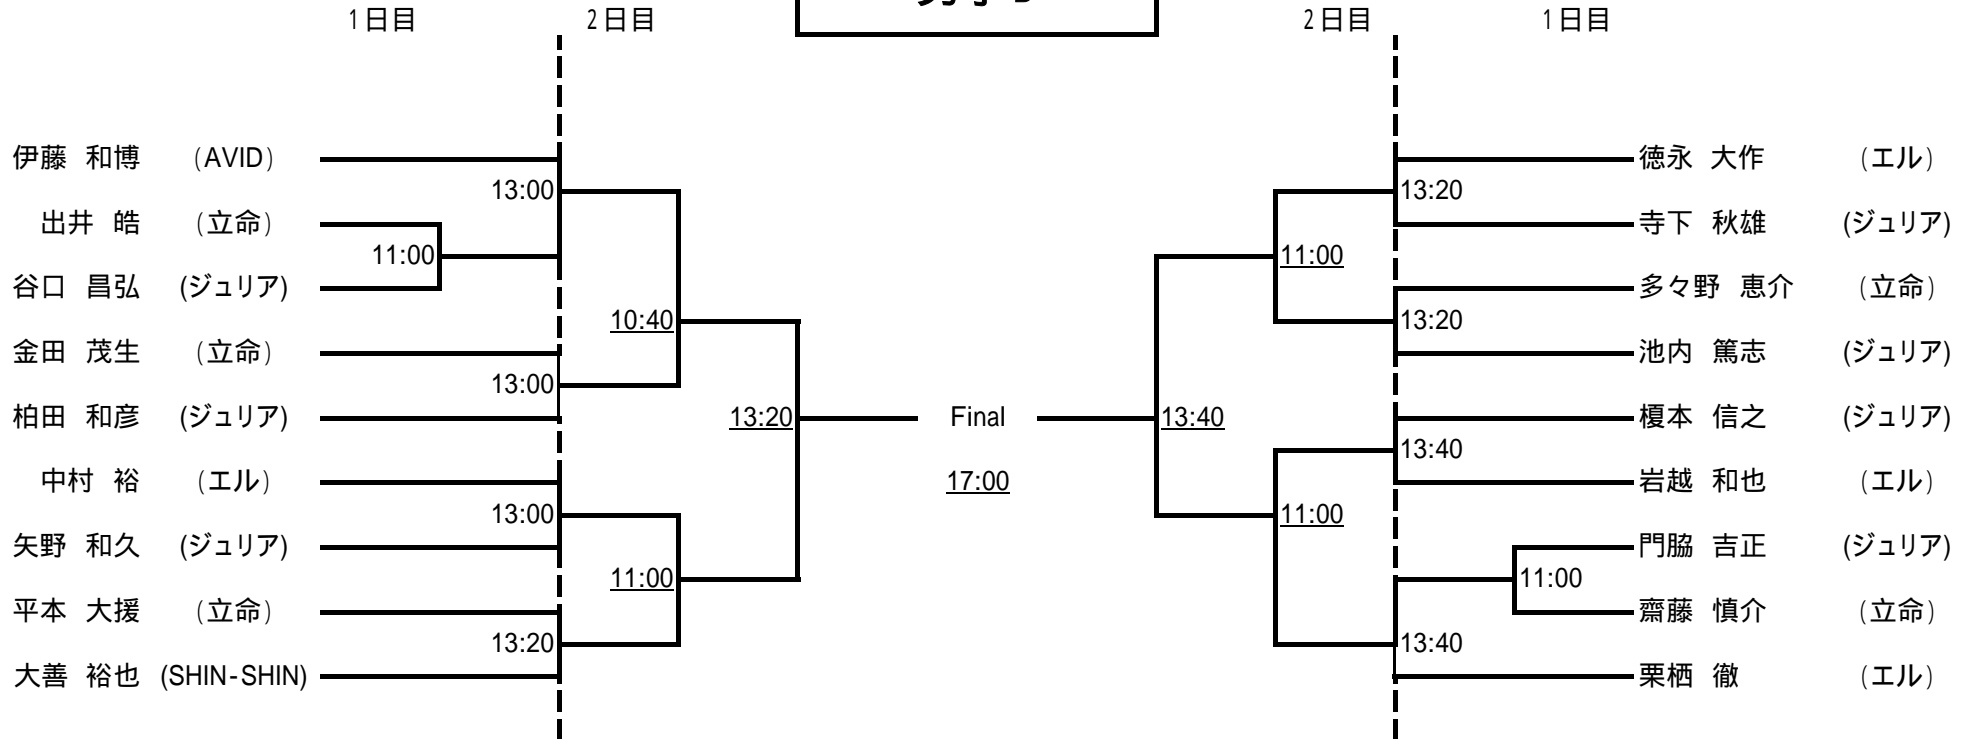 1日目 2日目 2日目 1日目
伊藤 和博 (AVID) 徳永 大作 (エル)
13:00 13:20
出井 皓 (立命) 寺下 秋雄 (ジュリア)
11:00 11:00
谷口 昌弘 (ジュリア) 多々野 恵介 (立命)
10:40 13:20
金田 茂生 (立命) 池内 篤志 (ジュリア)
13:00
柏田 和彦 (ジュリア) 13:20 Final 13:40 榎本 信之 (ジュリア)
13:40
中村 裕 (エル) 17:00 岩越 和也 (エル)
13:00 11:00
矢野 和久 (ジュリア) 門脇 吉正 (ジュリア)
11:00 11:00
平本 大援 (立命) 齋藤 慎介 (立命)
13:20 13:40
大善 裕也 (SHIN-SHIN) 栗栖 徹 (エル)